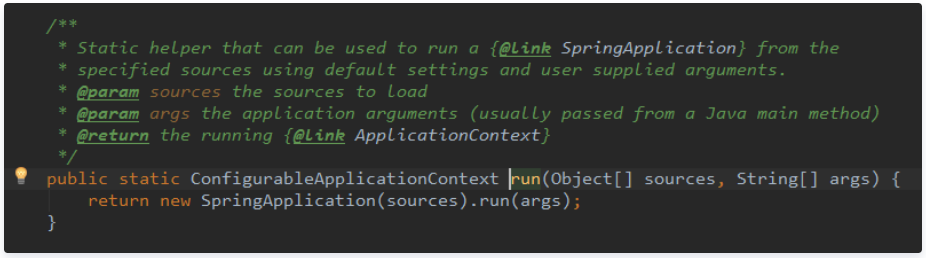 /**
 * Static helper that can be used to run a {@link SpringApplication} from the
 * specified sources using default settings and user supplied arguments.
 * @param sources the sources to load
 * @param args the application arguments (usually passed from a Java main method)
 * @return the running {@link ApplicationContext}
 */
public static ConfigurableApplicationContext run(Object[] sources, String[] args) {
    return new SpringApplication(sources).run(args);
}